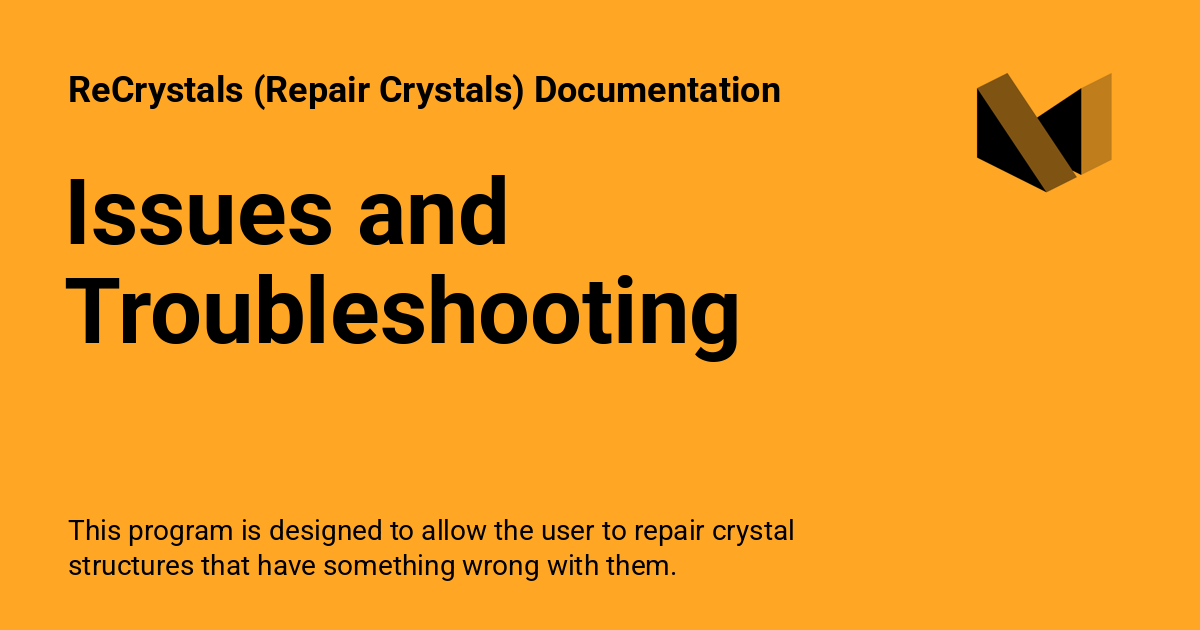 ReCrystals (Repair Crystals) Documentation
Issues and
Troubleshooting
This program is designed to allow the user to repair crystal
structures that have something wrong with them.